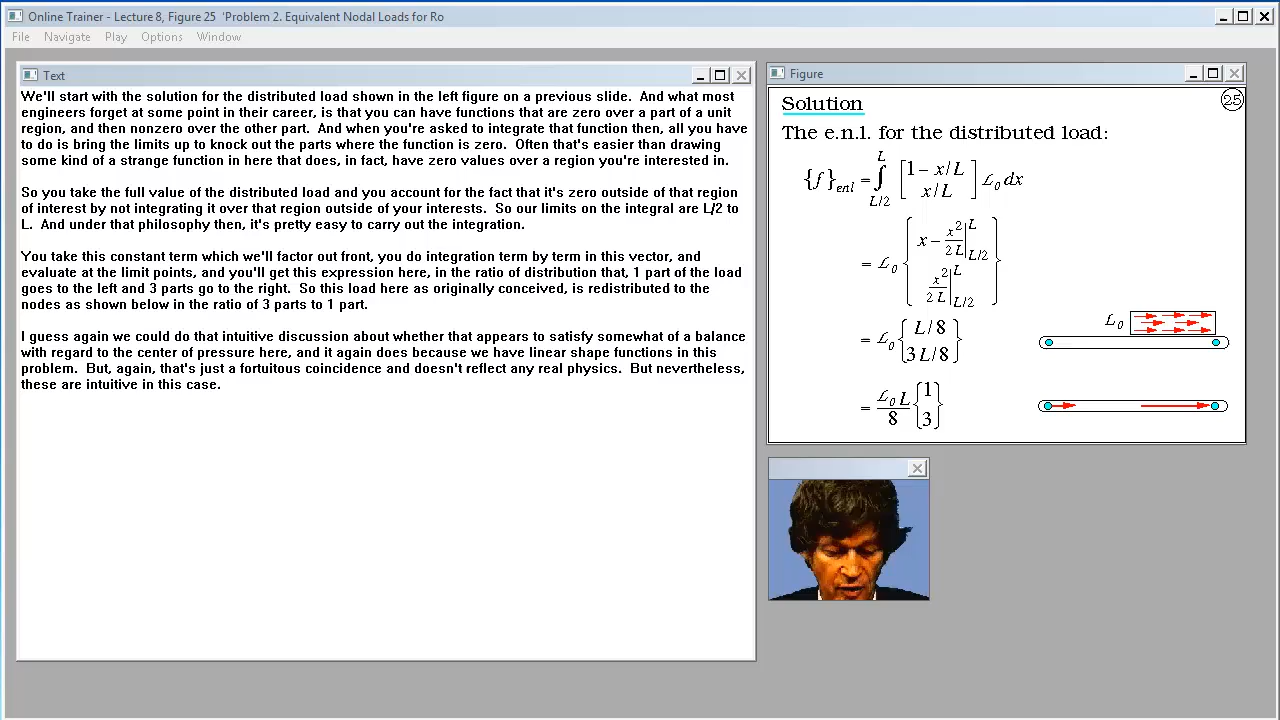 Online Trainer - Lecture 8, Figure 25 'Problem 2. Equivalent Nodal Loads for Ro
File Navigate Play Options Window
Text
We'll start with the solution for the distributed load shown in the left figure on a previous slide. And what most
engineers forget at some point in their career, is that you can have functions that are zero over a part of a unit
region, and then nonzero over the other part. And when you're asked to integrate that function then, all you have
to do is bring the limits up to knock out the parts where the function is zero. Often that's easier than drawing
some kind of a strange function in here that does, in fact, have zero values over a region you're interested in.
So you take the full value of the distributed load and you account for the fact that it's zero outside of that region
of interest by not integrating it over that region outside of your interests. So our limits on the integral are L/2 to
L. And under that philosophy then, it's pretty easy to carry out the integration.
You take this constant term which we'll factor out front, you do integration term by term in this vector, and
evaluate at the limit points, and you'll get this expression here, in the ratio of distribution that, 1 part of the load
goes to the left and 3 parts go to the right. So this load here as originally conceived, is redistributed to the
nodes as shown below in the ratio of 3 parts to 1 part.
I guess again we could do that intuitive discussion about whether that appears to satisfy somewhat of a balance
with regard to the center of pressure here, and it again does because we have linear shape functions in this
problem. But, again, that's just a fortuitous coincidence and doesn't reflect any real physics. But nevertheless,
these are intuitive in this case.
Figure
Solution
25
The e.n.l. for the distributed load:
{f}enl = ∫ L/2 L [1 - x/L x/L] ℒ0 dx
= ℒ0 { x - x²/2L |L L/2 x²/2L |L L/2 }
= ℒ0 { L/8 3L/8 }
ℒ0
= ℒ0 L/8 { 1 3 }